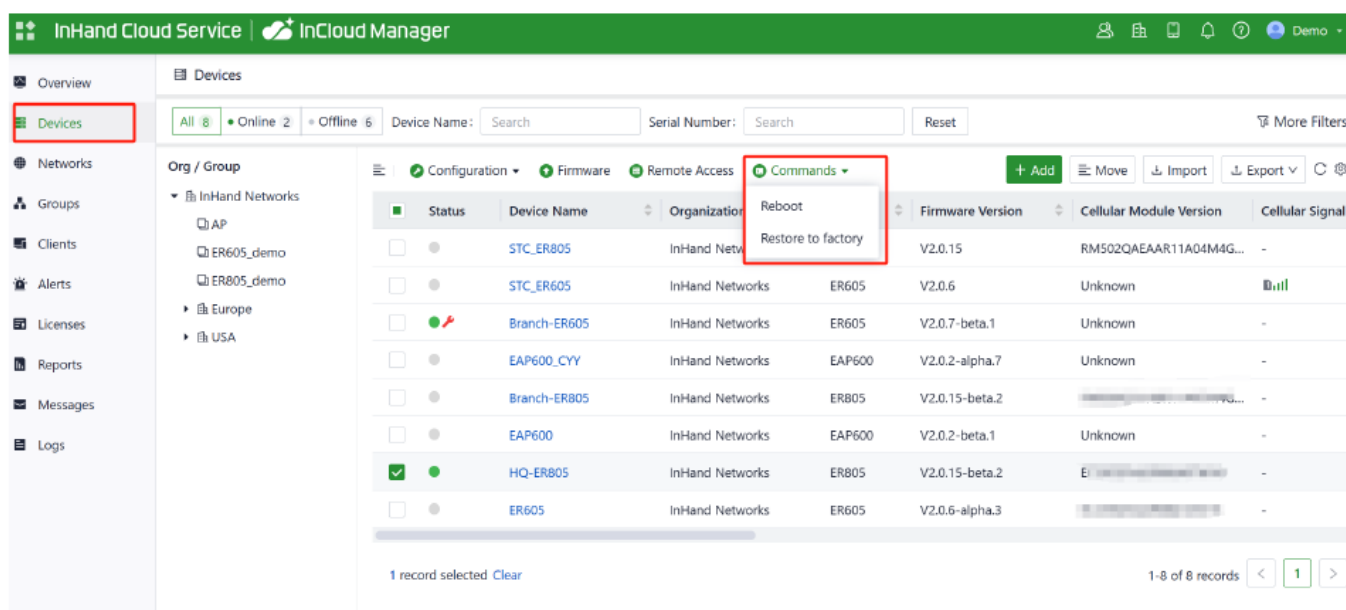 InHand Cloud Service | InCloud Manager Demo
Overview
Devices
Networks
Groups
Clients
Alerts
Licenses
Reports
Messages
Logs
Devices
All 8 Online 2 Offline 6 Device Name: Search Serial Number: Search Reset More Filters
Org / Group
InHand Networks
AP
ER605_demo
ER805_demo
Europe
USA
Configuration Firmware Remote Access Commands + Add Move Import Export
Reboot
Restore to factory
Status Device Name Organization Firmware Version Cellular Module Version Cellular Signal
STC_ER805 InHand Netw V2.0.15 RM502QAEAAR11A04M4G... -
STC_ER605 InHand Networks ER605 V2.0.6 Unknown
Branch-ER605 InHand Networks ER605 V2.0.7-beta.1 Unknown -
EAP600_CYY InHand Networks EAP600 V2.0.2-alpha.7 Unknown -
Branch-ER805 InHand Networks ER805 V2.0.15-beta.2 -
EAP600 InHand Networks EAP600 V2.0.2-beta.1 Unknown -
HQ-ER805 InHand Networks ER805 V2.0.15-beta.2 -
ER605 InHand Networks ER605 V2.0.6-alpha.3 -
1 record selected Clear 1-8 of 8 records < 1 >